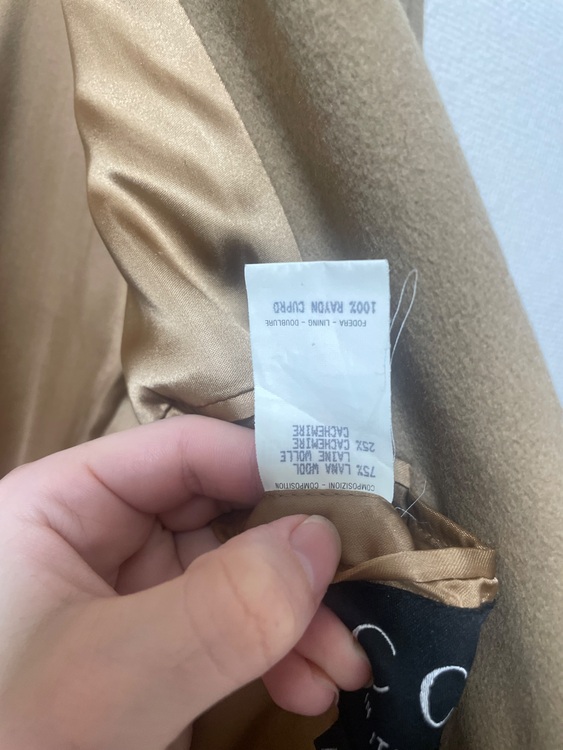 COMPOSIZIONI - COMPOSITION
75% LANA WOOL
LAINE WOLLE
25% CACHEMIRE
CACHEMIRE
FODERA - LINING - DOUBLURE
100% RAYON CUPRO